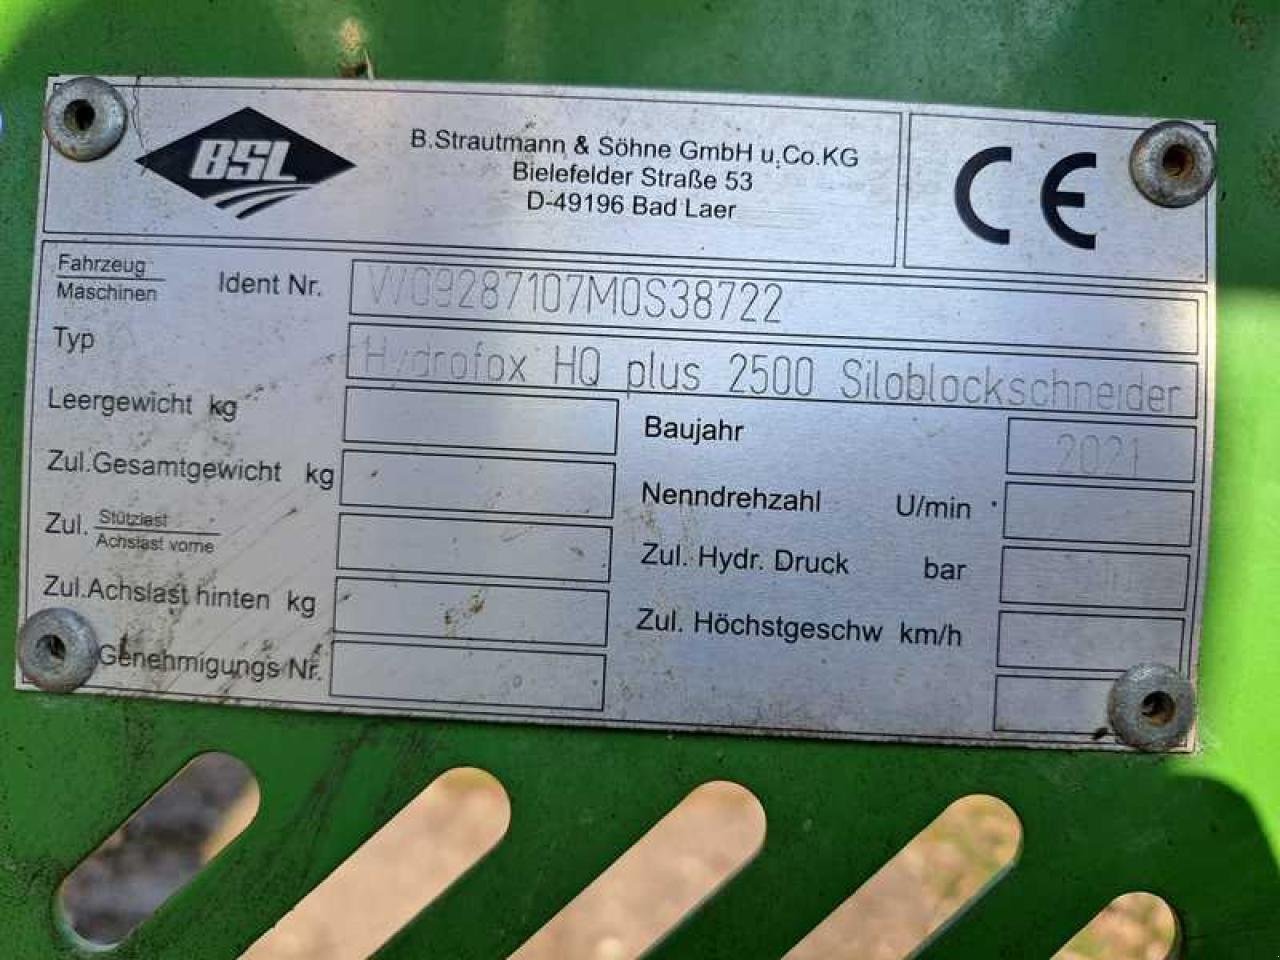 BSL
B.Strautmann & Söhne GmbH u.Co.KG
Bielefelder Straße 53
D-49196 Bad Laer
CE
Fahrzeug
Maschinen
Ident Nr.
W09287107M0S38722
Typ
Hydrofox HQ plus 2500 Siloblockschneider
Leergewicht kg
Baujahr
2021
Zul.Gesamtgewicht kg
Nenndrehzahl U/min
Zul. Stützlast
Achslast vorne
Zul. Hydr. Druck bar
Zul.Achslast hinten kg
Zul. Höchstgeschw km/h
Genehmigungs Nr.